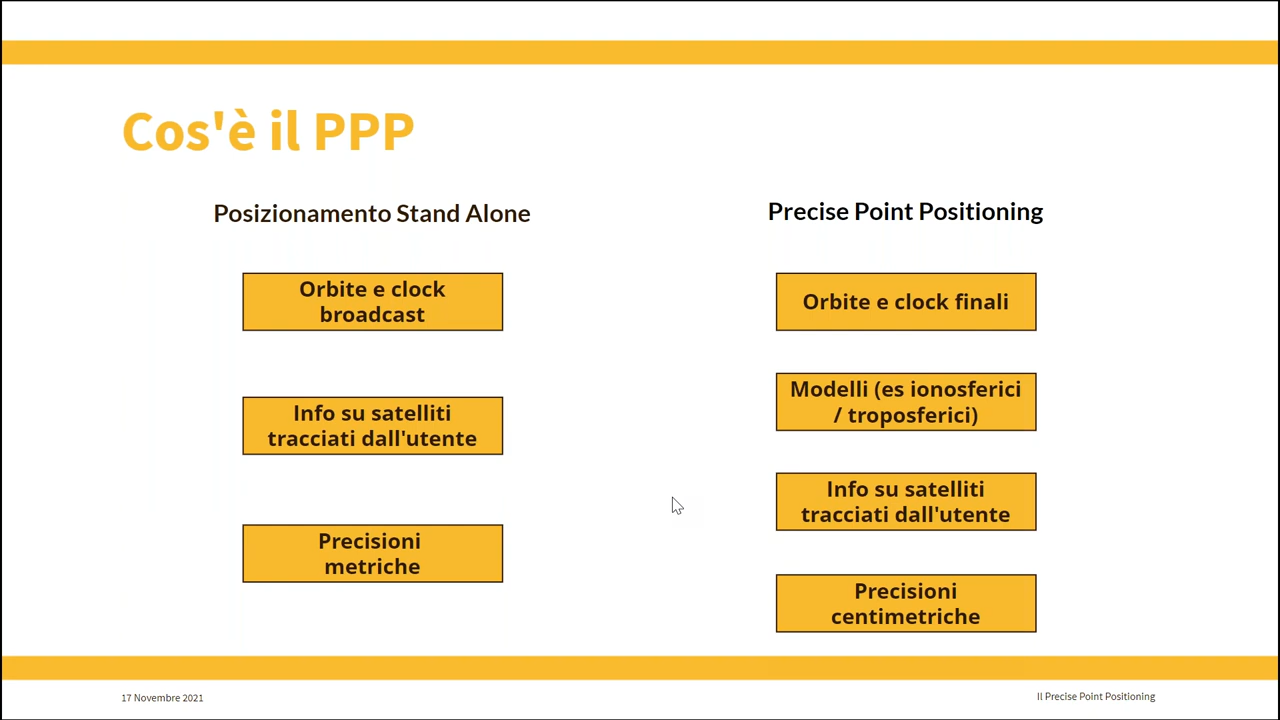 Cos'è il PPP
Posizionamento Stand Alone
Orbite e clock
broadcast
Info su satelliti
tracciati dall'utente
Precisioni
metriche
Precise Point Positioning
Orbite e clock finali
Modelli (es ionosferici
/ troposferici)
Info su satelliti
tracciati dall'utente
Precisioni
centimetriche
17 Novembre 2021
Il Precise Point Positioning